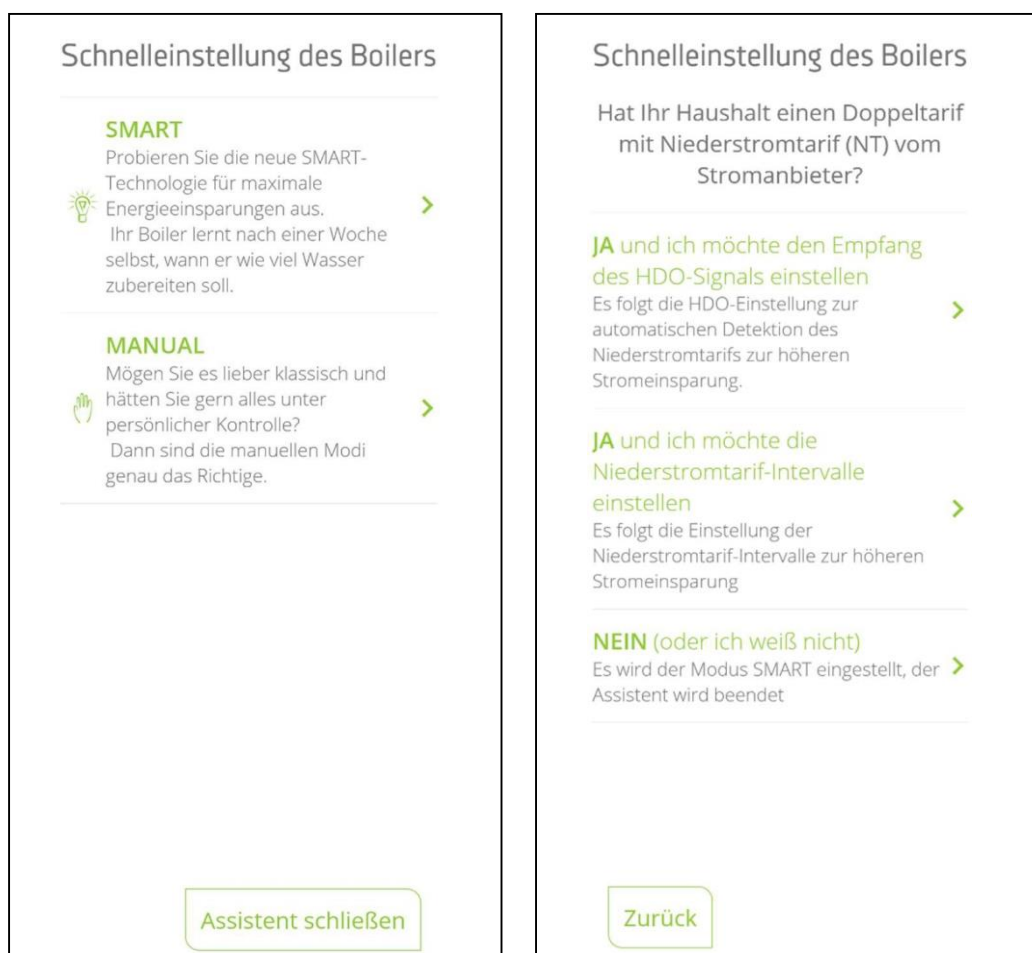 Schnelleinstellung des Boilers
SMART
Probieren Sie die neue SMART-
Technologie für maximale
Energieeinsparungen aus.
Ihr Boiler lernt nach einer Woche
selbst, wann er wie viel Wasser
zubereiten soll.
MANUAL
Mögen Sie es lieber klassisch und
hätten Sie gern alles unter
persönlicher Kontrolle?
Dann sind die manuellen Modi
genau das Richtige.
Assistent schließen
Schnelleinstellung des Boilers
Hat Ihr Haushalt einen Doppeltarif
mit Niederstromtarif (NT) vom
Stromanbieter?
JA und ich möchte den Empfang
des HDO-Signals einstellen
Es folgt die HDO-Einstellung zur
automatischen Detektion des
Niederstromtarifs zur höheren
Stromeinsparung.
JA und ich möchte die
Niederstromtarif-Intervalle
einstellen
Es folgt die Einstellung der
Niederstromtarif-Intervalle zur höheren
Stromeinsparung
NEIN (oder ich weiß nicht)
Es wird der Modus SMART eingestellt, der
Assistent wird beendet
Zurück